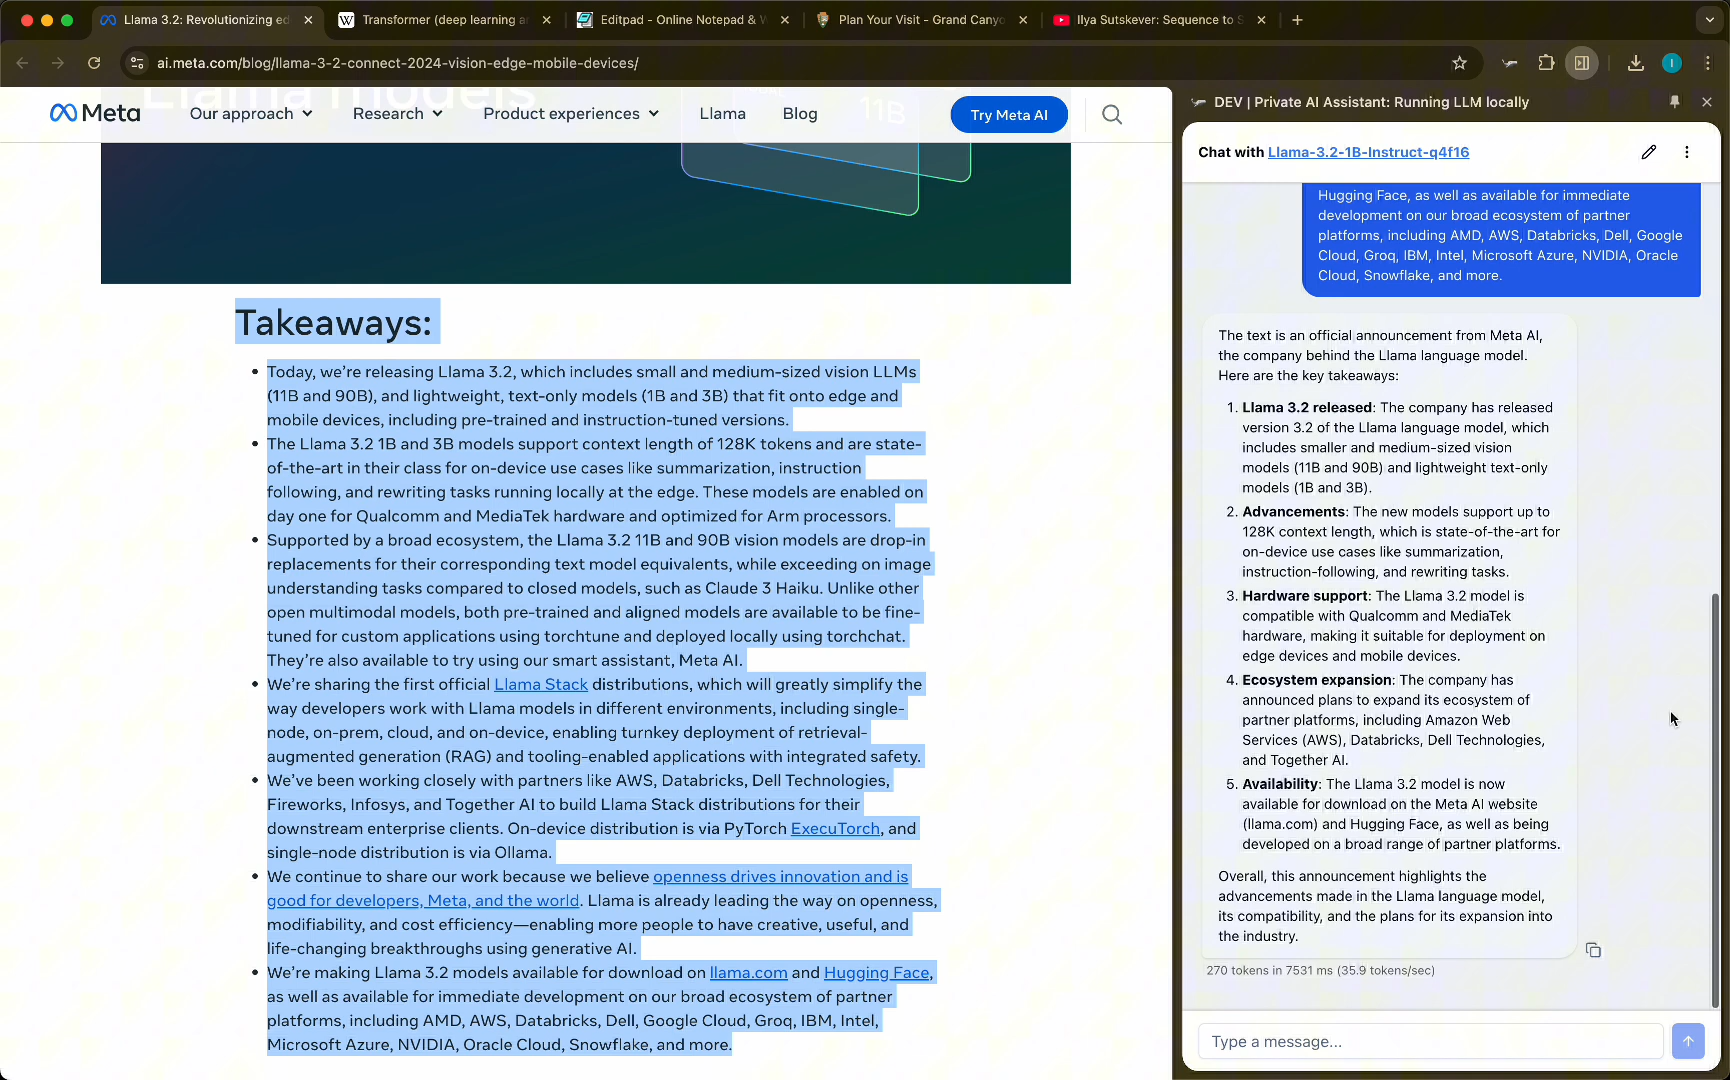 Llama 3.2: Revolutionizing ed
Transformer (deep learning ar
Editpad - Online Notepad & W
Plan Your Visit - Grand Canyo
Ilya Sutskever: Sequence to S
ai.meta.com/blog/llama-3-2-connect-2024-vision-edge-mobile-devices/
I
Llama models
11B
Meta
Our approach
Research
Product experiences
Llama
Blog
Try Meta AI
Takeaways:
• Today, we’re releasing Llama 3.2, which includes small and medium-sized vision LLMs
(11B and 90B), and lightweight, text-only models (1B and 3B) that fit onto edge and
mobile devices, including pre-trained and instruction-tuned versions.
• The Llama 3.2 1B and 3B models support context length of 128K tokens and are state-
of-the-art in their class for on-device use cases like summarization, instruction
following, and rewriting tasks running locally at the edge. These models are enabled on
day one for Qualcomm and MediaTek hardware and optimized for Arm processors.
• Supported by a broad ecosystem, the Llama 3.2 11B and 90B vision models are drop-in
replacements for their corresponding text model equivalents, while exceeding on image
understanding tasks compared to closed models, such as Claude 3 Haiku. Unlike other
open multimodal models, both pre-trained and aligned models are available to be fine-
tuned for custom applications using torchtune and deployed locally using torchchat.
They’re also available to try using our smart assistant, Meta AI.
• We’re sharing the first official Llama Stack distributions, which will greatly simplify the
way developers work with Llama models in different environments, including single-
node, on-prem, cloud, and on-device, enabling turnkey deployment of retrieval-
augmented generation (RAG) and tooling-enabled applications with integrated safety.
• We’ve been working closely with partners like AWS, Databricks, Dell Technologies,
Fireworks, Infosys, and Together AI to build Llama Stack distributions for their
downstream enterprise clients. On-device distribution is via PyTorch ExecuTorch, and
single-node distribution is via Ollama.
• We continue to share our work because we believe openness drives innovation and is
good for developers, Meta, and the world. Llama is already leading the way on openness,
modifiability, and cost efficiency—enabling more people to have creative, useful, and
life-changing breakthroughs using generative AI.
• We’re making Llama 3.2 models available for download on llama.com and Hugging Face,
as well as available for immediate development on our broad ecosystem of partner
platforms, including AMD, AWS, Databricks, Dell, Google Cloud, Groq, IBM, Intel,
Microsoft Azure, NVIDIA, Oracle Cloud, Snowflake, and more.
DEV | Private AI Assistant: Running LLM locally
Chat with Llama-3.2-1B-Instruct-q4f16
Hugging Face, as well as available for immediate
development on our broad ecosystem of partner
platforms, including AMD, AWS, Databricks, Dell, Google
Cloud, Groq, IBM, Intel, Microsoft Azure, NVIDIA, Oracle
Cloud, Snowflake, and more.
The text is an official announcement from Meta AI,
the company behind the Llama language model.
Here are the key takeaways:
1. Llama 3.2 released: The company has released
version 3.2 of the Llama language model, which
includes smaller and medium-sized vision
models (11B and 90B) and lightweight text-only
models (1B and 3B).
2. Advancements: The new models support up to
128K context length, which is state-of-the-art for
on-device use cases like summarization,
instruction-following, and rewriting tasks.
3. Hardware support: The Llama 3.2 model is
compatible with Qualcomm and MediaTek
hardware, making it suitable for deployment on
edge devices and mobile devices.
4. Ecosystem expansion: The company has
announced plans to expand its ecosystem of
partner platforms, including Amazon Web
Services (AWS), Databricks, Dell Technologies,
and Together AI.
5. Availability: The Llama 3.2 model is now
available for download on the Meta AI website
(llama.com) and Hugging Face, as well as being
developed on a broad range of partner platforms.
Overall, this announcement highlights the
advancements made in the Llama language model,
its compatibility, and the plans for its expansion into
the industry.
270 tokens in 7531 ms (35.9 tokens/sec)
Type a message...